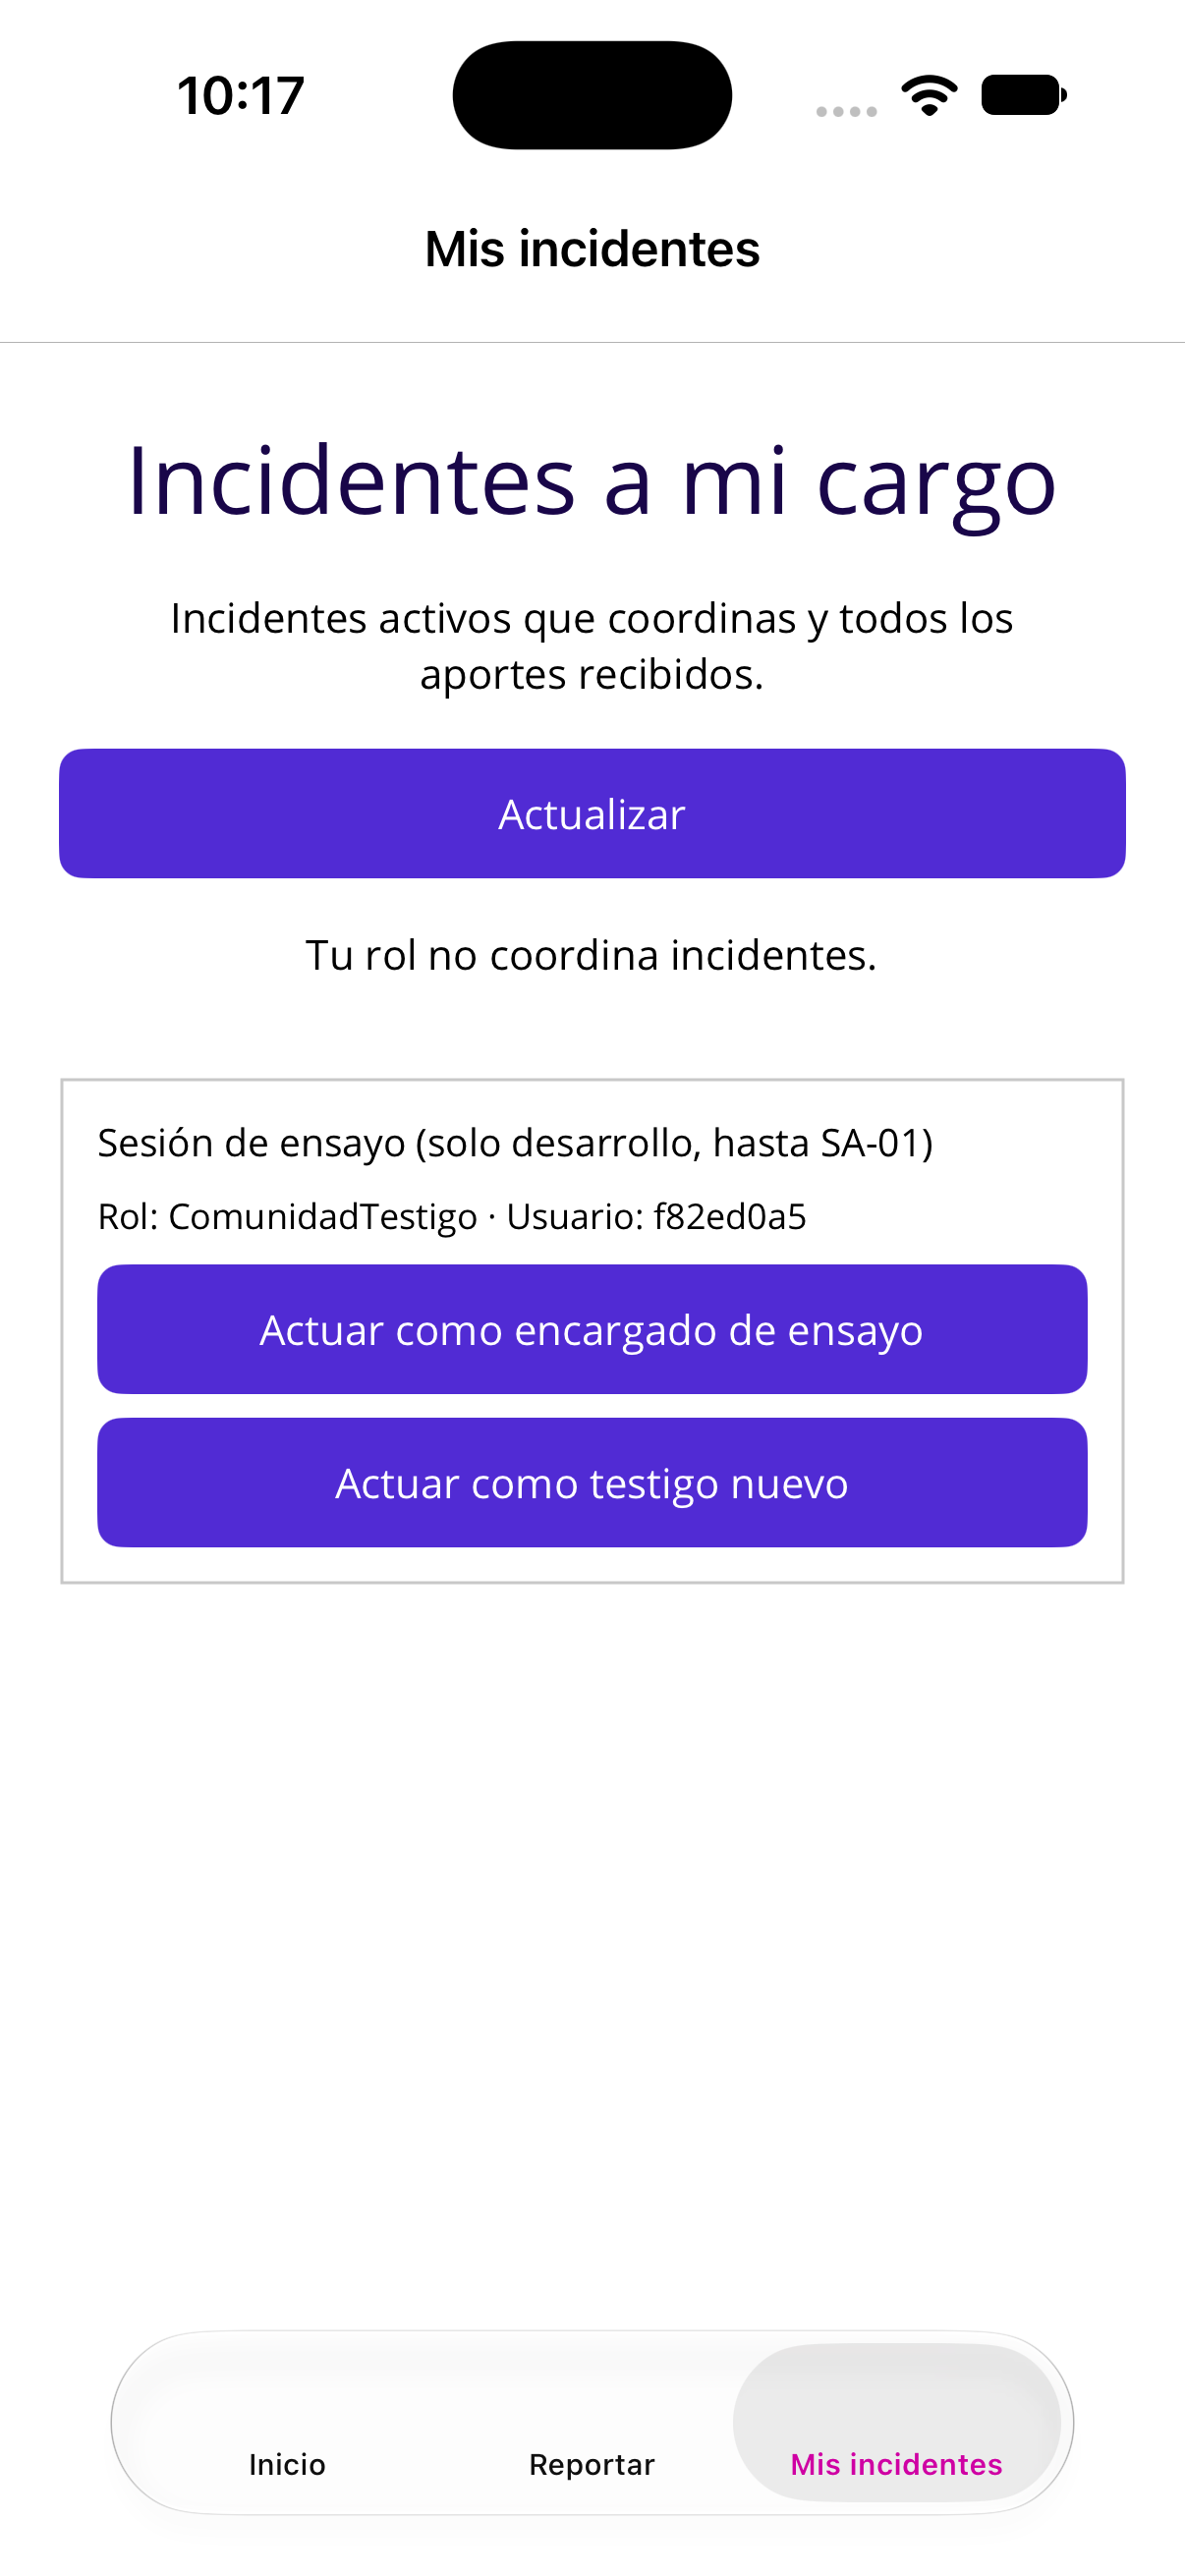 10:17
Mis incidentes
Incidentes a mi cargo
Incidentes activos que coordinas y todos los
aportes recibidos.
Actualizar
Tu rol no coordina incidentes.
Sesión de ensayo (solo desarrollo, hasta SA-01)
Rol: ComunidadTestigo · Usuario: f82ed0a5
Actuar como encargado de ensayo
Actuar como testigo nuevo
Inicio
Reportar
Mis incidentes